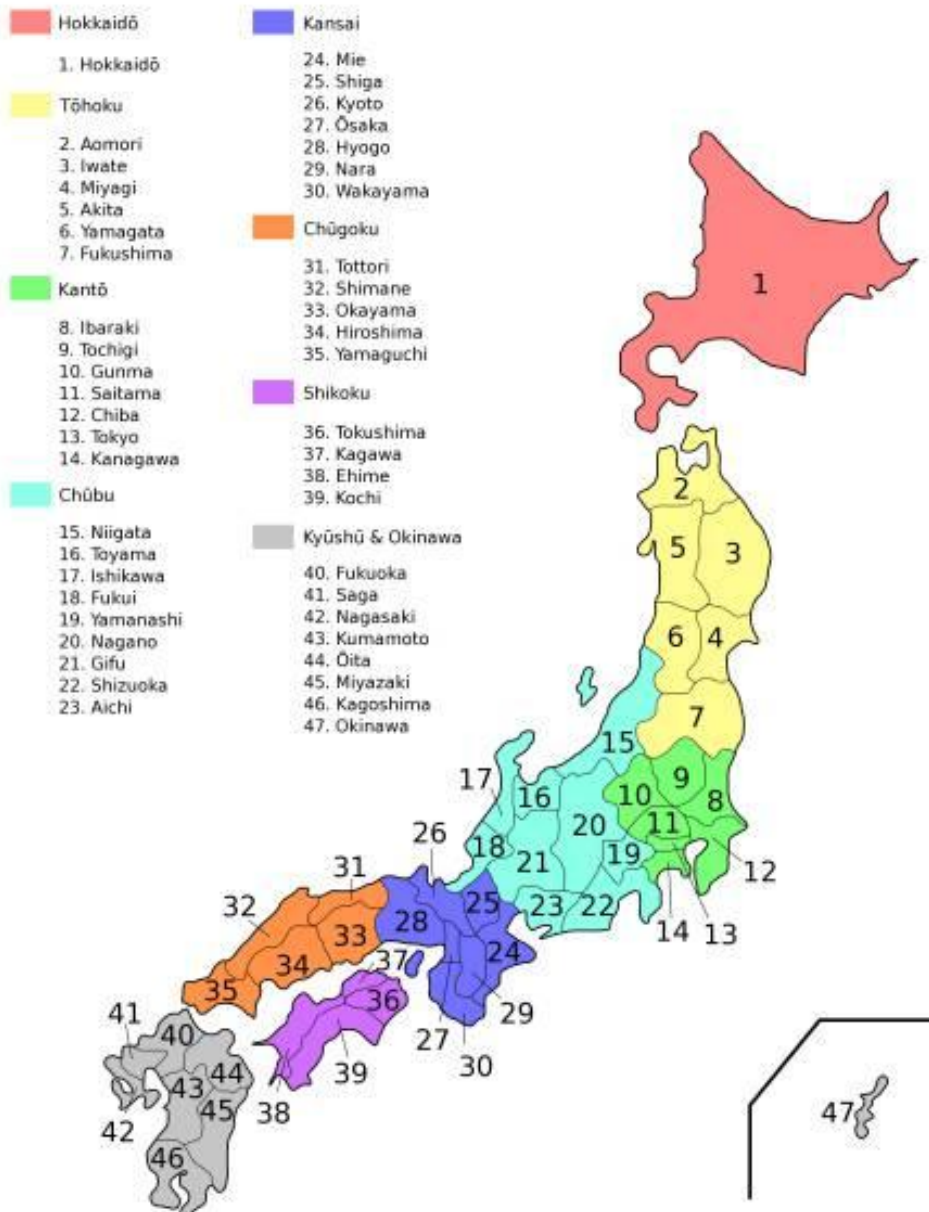 Hokkaidō
1. Hokkaidō
Tōhoku
2. Aomori
3. Iwate
4. Miyagi
5. Akita
6. Yamagata
7. Fukushima
Kantō
8. Ibaraki
9. Tochigi
10. Gunma
11. Saitama
12. Chiba
13. Tokyo
14. Kanagawa
Chūbu
15. Niigata
16. Toyama
17. Ishikawa
18. Fukui
19. Yamanashi
20. Nagano
21. Gifu
22. Shizuoka
23. Aichi
Kansai
24. Mie
25. Shiga
26. Kyoto
27. Ōsaka
28. Hyogo
29. Nara
30. Wakayama
Chūgoku
31. Tottori
32. Shimane
33. Okayama
34. Hiroshima
35. Yamaguchi
Shikoku
36. Tokushima
37. Kagawa
38. Ehime
39. Kochi
Kyūshū & Okinawa
40. Fukuoka
41. Saga
42. Nagasaki
43. Kumamoto
44. Ōita
45. Miyazaki
46. Kagoshima
47. Okinawa
1
2
5
3
6
4
7
15
17
16
10
9
8
11
20
18
21
19
12
26
31
23
22
14
13
32
28
25
33
24
34
37
35
36
29
27
30
41
40
39
38
43
44
45
42
46
47